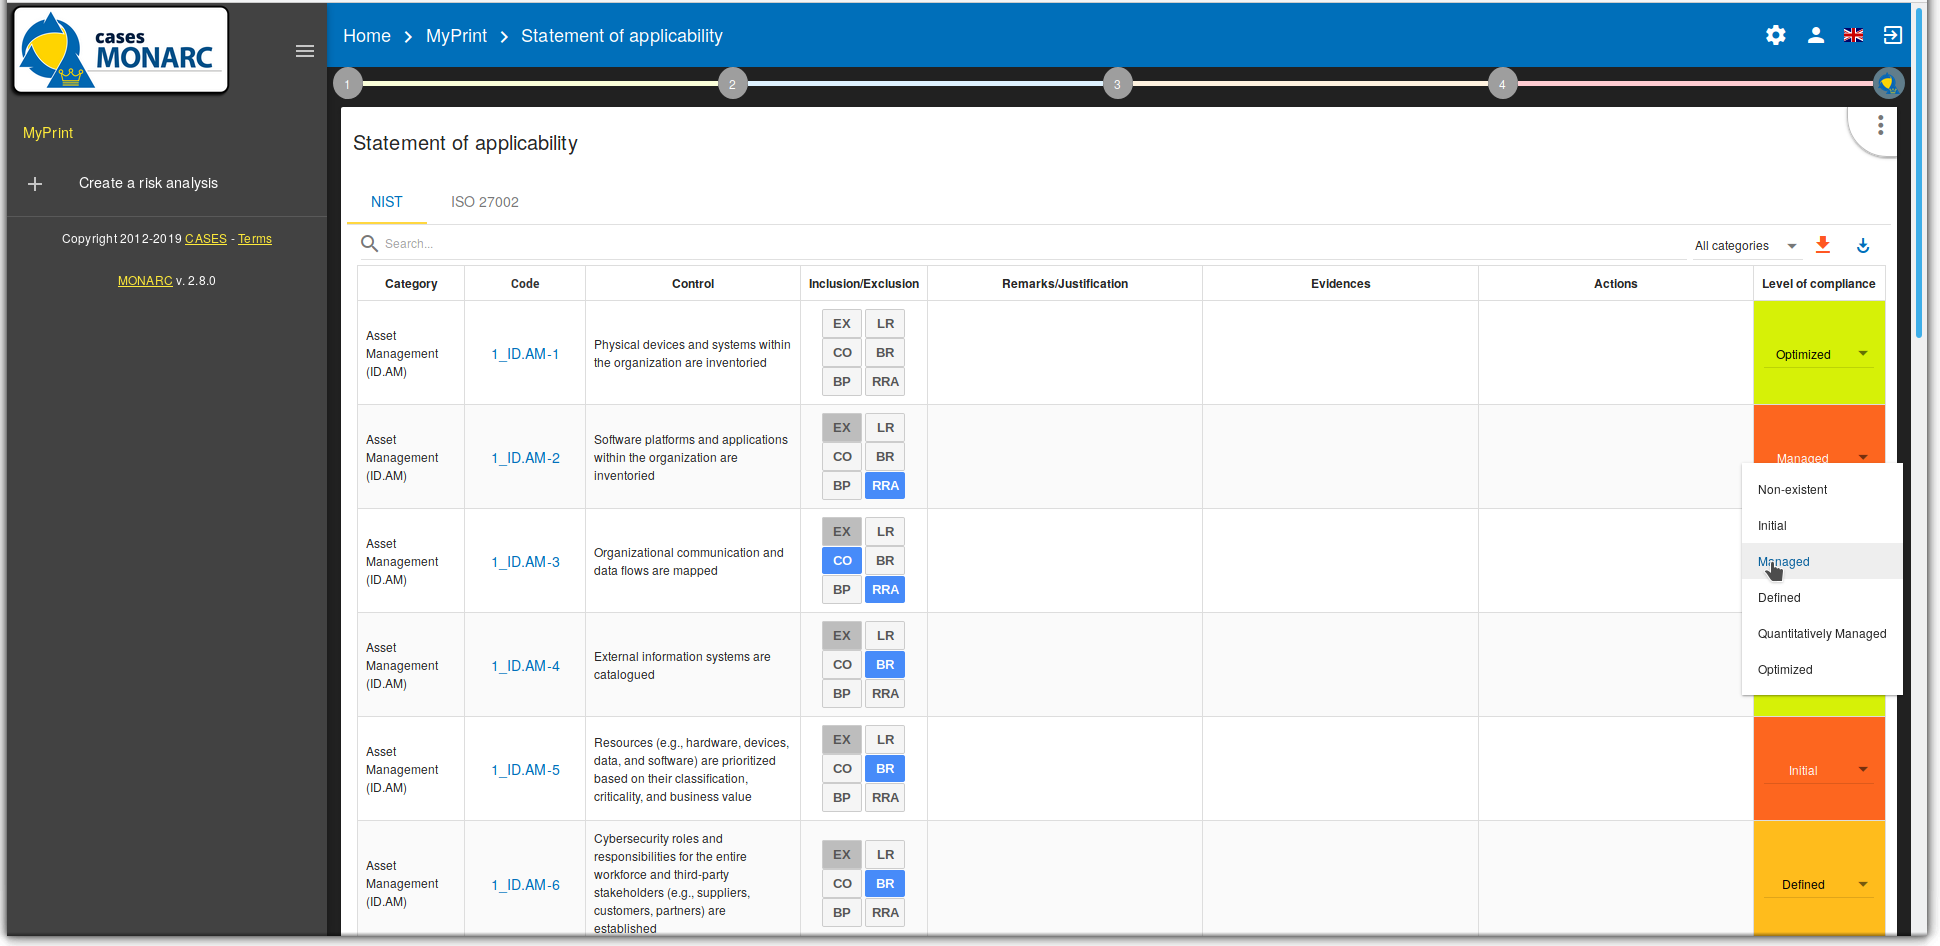 cases
MONARC
Home
MyPrint
Statement of applicability
1
2
3
4
MyPrint
Create a risk analysis
Copyright 2012-2019 CASES - Terms
MONARC v. 2.8.0
Statement of applicability
NIST
ISO 27002
Search...
All categories
Category
Code
Control
Inclusion/Exclusion
Remarks/Justification
Evidences
Actions
Level of compliance
Asset
Management
(ID.AM)
1_ID.AM-1
Physical devices and systems within
the organization are inventoried
EX LR
CO BR
BP RRA
Optimized
Asset
Management
(ID.AM)
1_ID.AM-2
Software platforms and applications
within the organization are
inventoried
EX LR
CO BR
BP RRA
Managed
Non-existent
Initial
Managed
Defined
Quantitatively Managed
Optimized
Asset
Management
(ID.AM)
1_ID.AM-3
Organizational communication and
data flows are mapped
EX LR
CO BR
BP RRA
Asset
Management
(ID.AM)
1_ID.AM-4
External information systems are
catalogued
EX LR
CO BR
BP RRA
Asset
Management
(ID.AM)
1_ID.AM-5
Resources (e.g., hardware, devices,
data, and software) are prioritized
based on their classification,
criticality, and business value
EX LR
CO BR
BP RRA
Initial
Asset
Management
(ID.AM)
1_ID.AM-6
Cybersecurity roles and
responsibilities for the entire
workforce and third-party
stakeholders (e.g., suppliers,
customers, partners) are
established
EX LR
CO BR
BP RRA
Defined